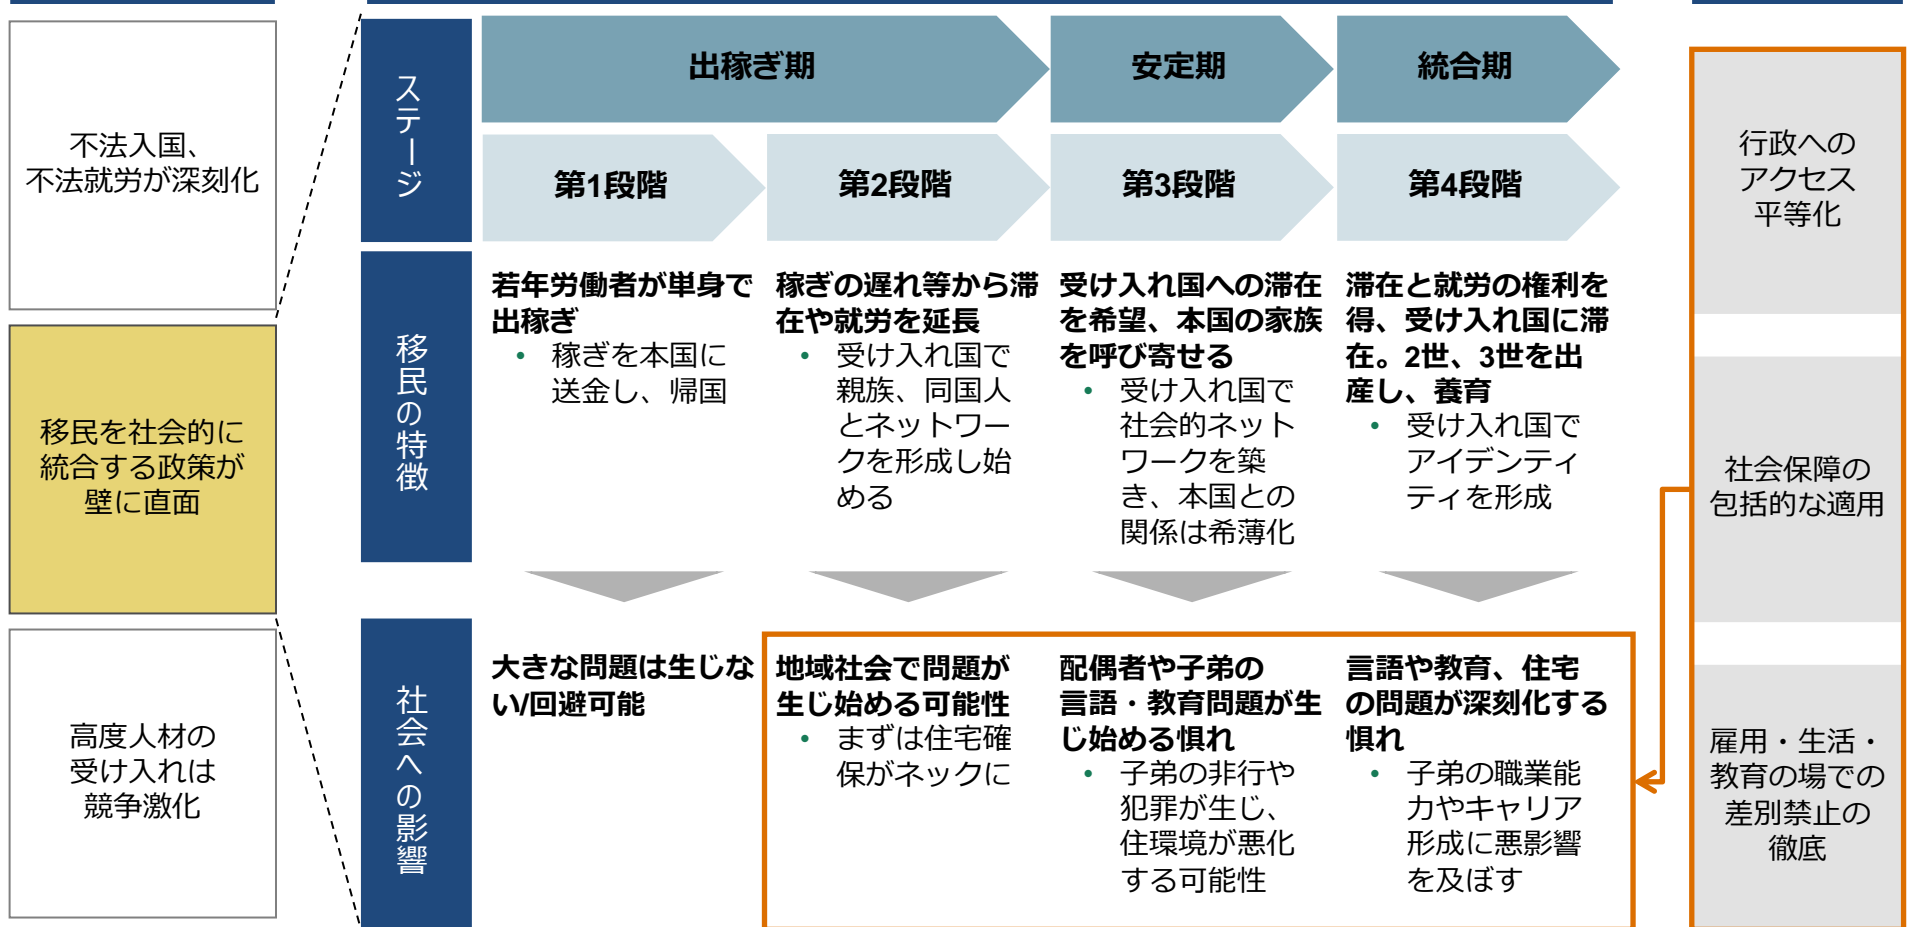 不法入国、
不法就労が深刻化
移民を社会的に
統合する政策が
壁に直面
高度人材の
受け入れは
競争激化
ステージ
出稼ぎ期
安定期
統合期
第1段階
第2段階
第3段階
第4段階
移民の特徴
若年労働者が単身で
出稼ぎ
• 稼ぎを本国に
送金し、帰国
稼ぎの遅れ等から滞
在や就労を延長
• 受け入れ国で
親族、同国人
とネットワー
クを形成し始
める
受け入れ国への滞在
を希望、本国の家族
を呼び寄せる
• 受け入れ国で
社会的ネット
ワークを築
き、本国との
関係は希薄化
滞在と就労の権利を
得、受け入れ国に滞
在。2世、3世を出
産し、養育
• 受け入れ国で
アイデンティ
ティを形成
社会への影響
大きな問題は生じな
い/回避可能
地域社会で問題が
生じ始める可能性
• まずは住宅確
保がネックに
配偶者や子弟の
言語・教育問題が生
じ始める惧れ
• 子弟の非行や
犯罪が生じ、
住環境が悪化
する可能性
言語や教育、住宅
の問題が深刻化する
惧れ
• 子弟の職業能
力やキャリア
形成に悪影響
を及ぼす
行政への
アクセス
平等化
社会保障の
包括的な適用
雇用・生活・
教育の場での
差別禁止の
徹底